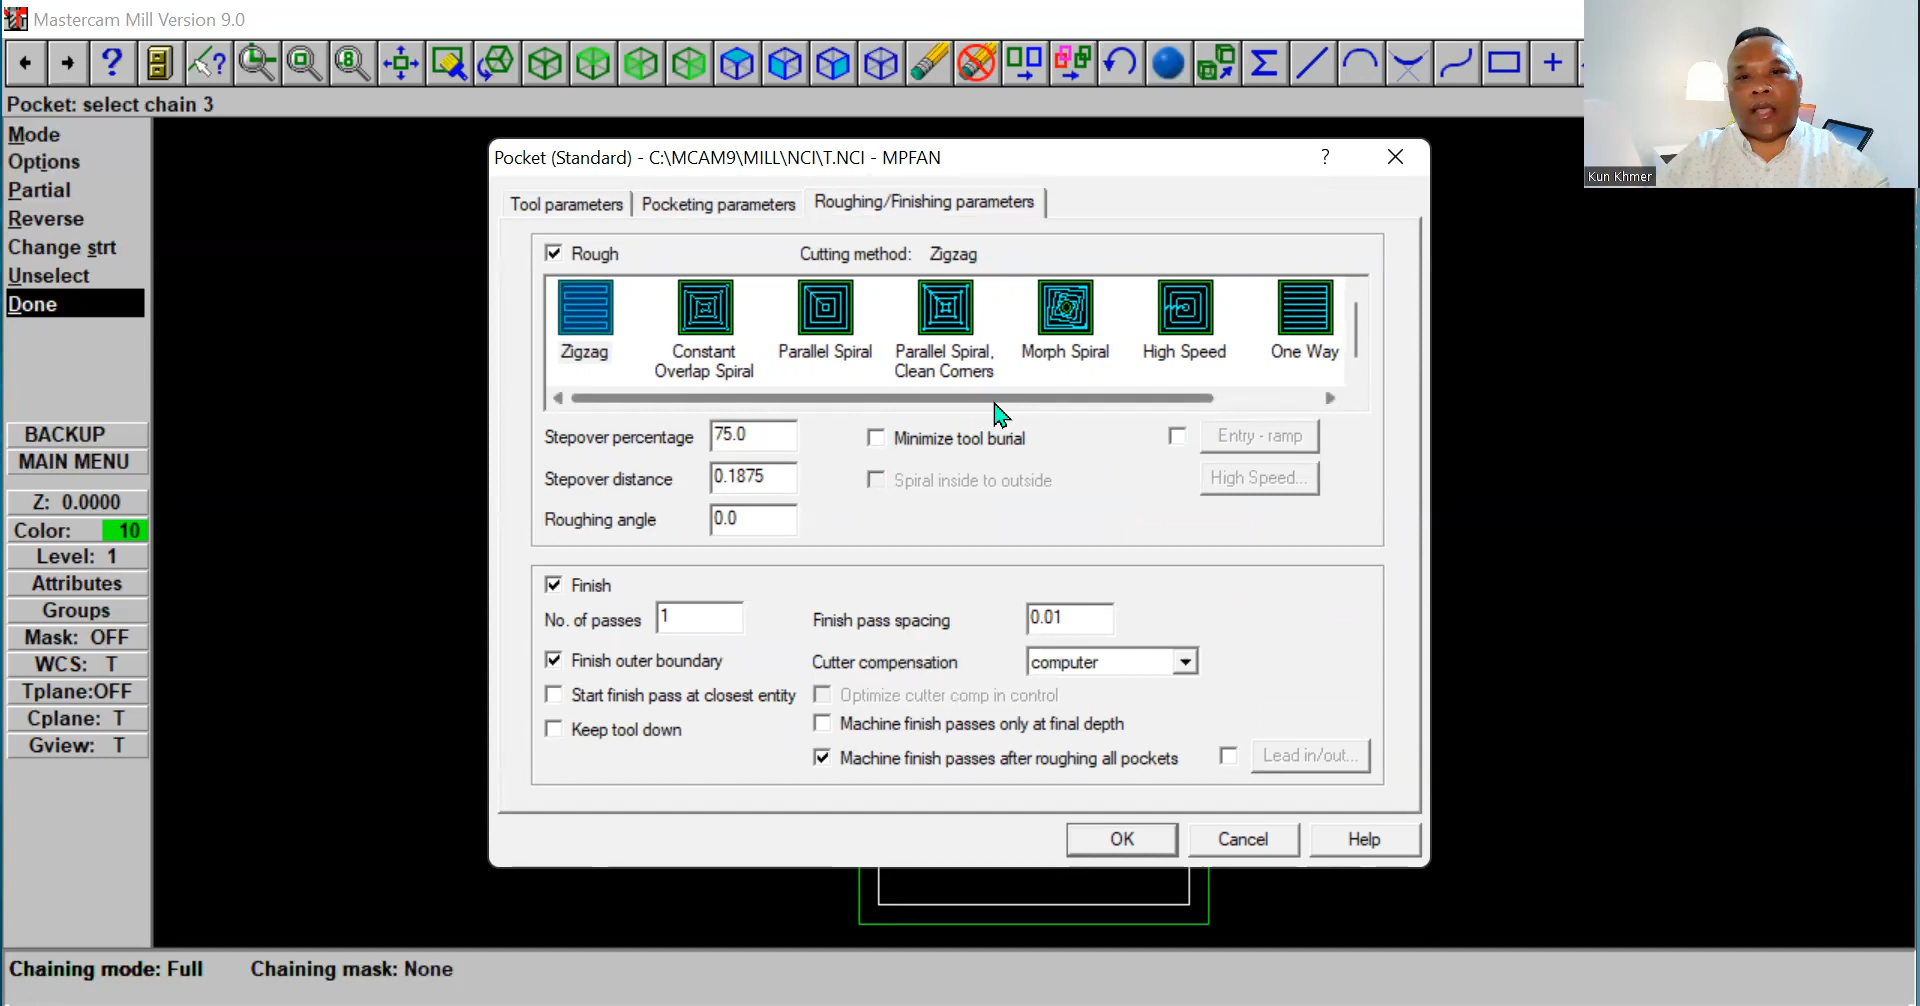 Mastercam Mill Version 9.0
Pocket: select chain 3
Mode
Options
Partial
Reverse
Change strt
Unselect
Done
BACKUP
MAIN MENU
Z: 0.0000
Color: 10
Level: 1
Attributes
Groups
Mask: OFF
WCS: T
Tplane:OFF
Cplane: T
Gview: T
Pocket (Standard) - C:\MCAM9\MILL\NCI\T.NCI - MPFAN
?
Tool parameters
Pocketing parameters
Roughing/Finishing parameters
Rough
Cutting method: Zigzag
Zigzag
Constant
Overlap Spiral
Parallel Spiral
Parallel Spiral,
Clean Corners
Morph Spiral
High Speed
One Way
Stepover percentage 75.0
Minimize tool burial
Entry - ramp
Stepover distance 0.1875
Spiral inside to outside
High Speed...
Roughing angle 0.0
Finish
No. of passes 1
Finish pass spacing 0.01
Finish outer boundary
Cutter compensation computer
Start finish pass at closest entity
Optimize cutter comp in control
Keep tool down
Machine finish passes only at final depth
Machine finish passes after roughing all pockets
Lead in/out...
OK
Cancel
Help
Kun Khmer
Chaining mode: Full Chaining mask: None